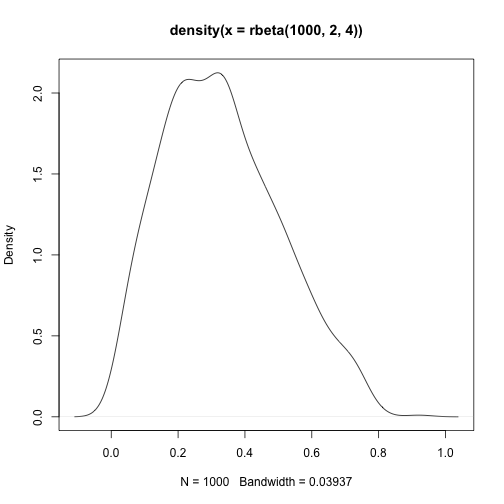 density(x = rbeta(1000, 2, 4))
Density
2.0
1.5
1.0
0.5
0.0
0.0 0.2 0.4 0.6 0.8 1.0
N = 1000 Bandwidth = 0.03937